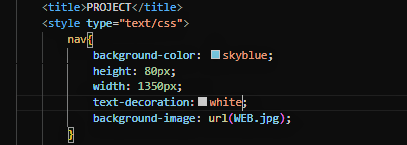 <title>PROJECT</title>
<style type="text/css">
nav{
background-color: skyblue;
height: 80px;
width: 1350px;
text-decoration: white;
background-image: url(WEB.jpg);
}